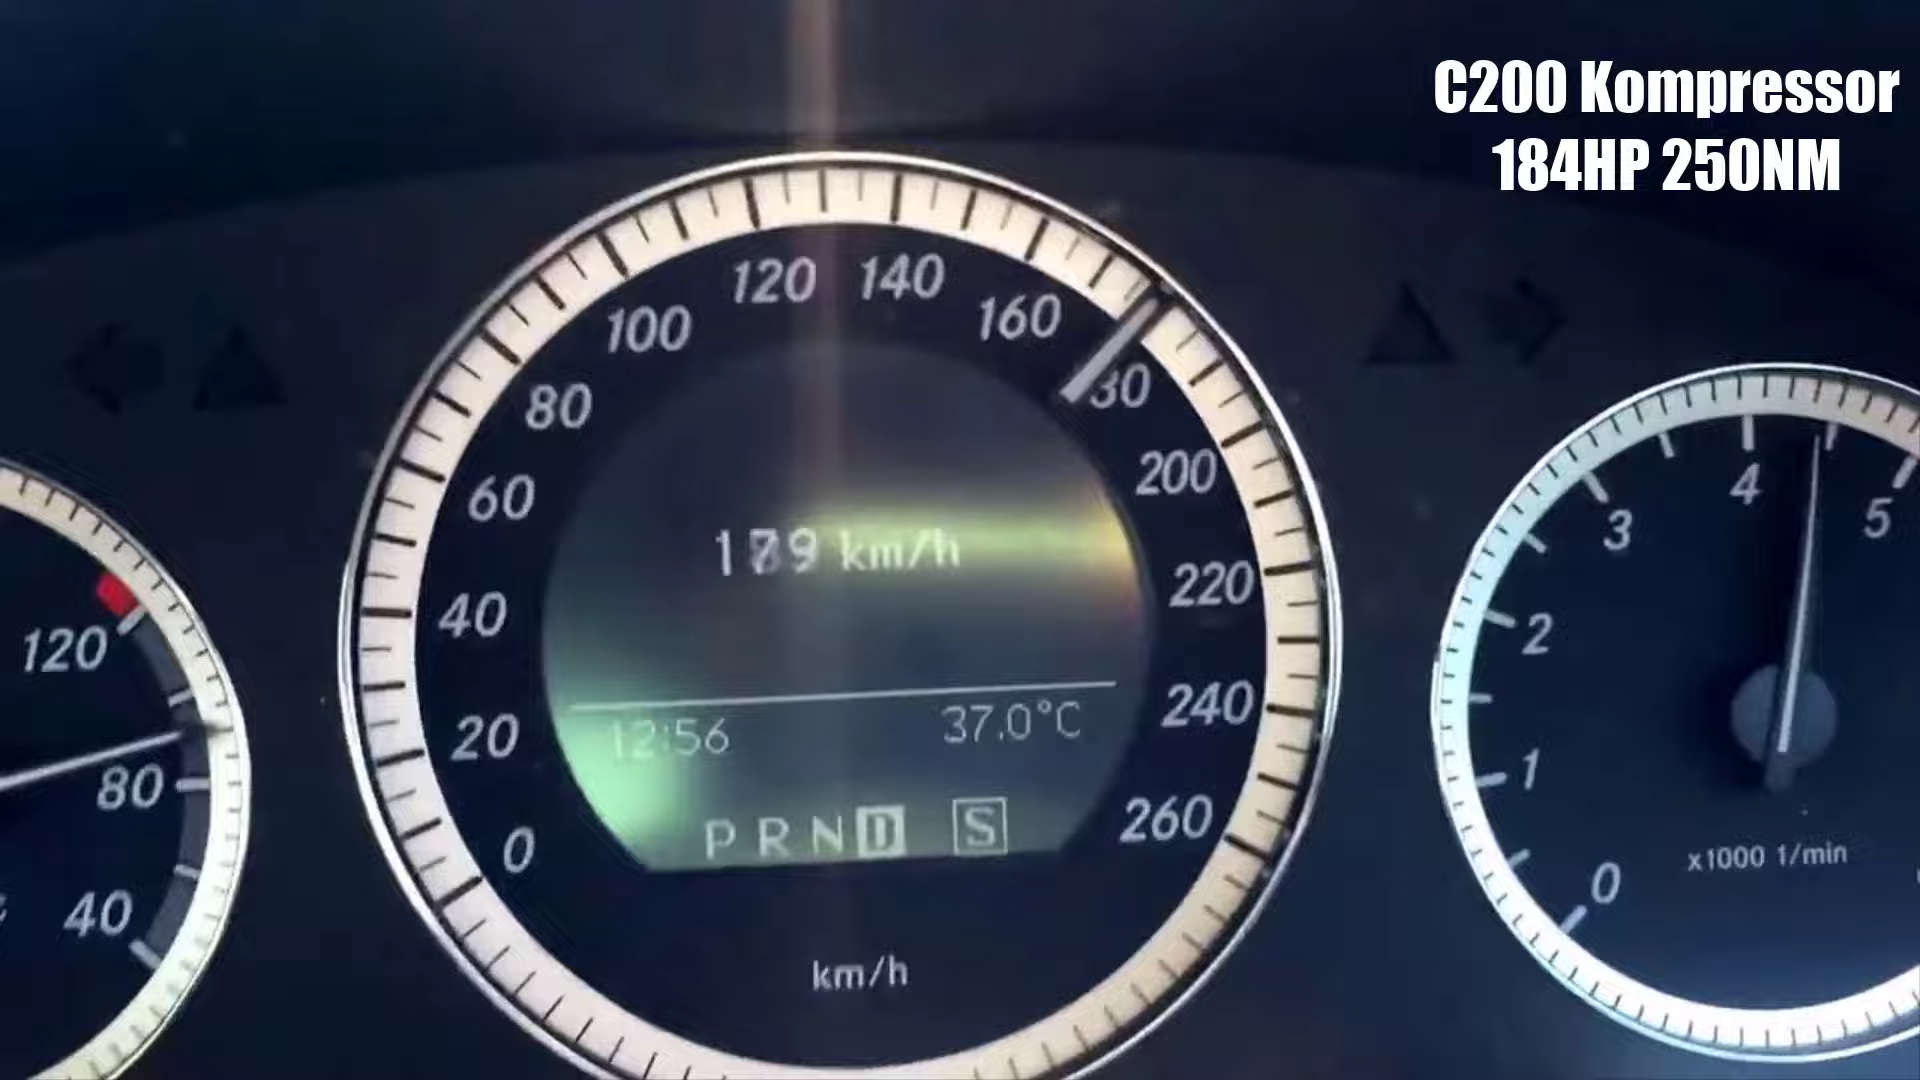 C200 Kompressor
184HP 250NM
120 140
100 160
80
60 200
40 220
20 240
0 260
km/h
12:56 37.0°C
P R N D S
km/h
120
80
40
4
3 5
2
1
0
x1000 1/min